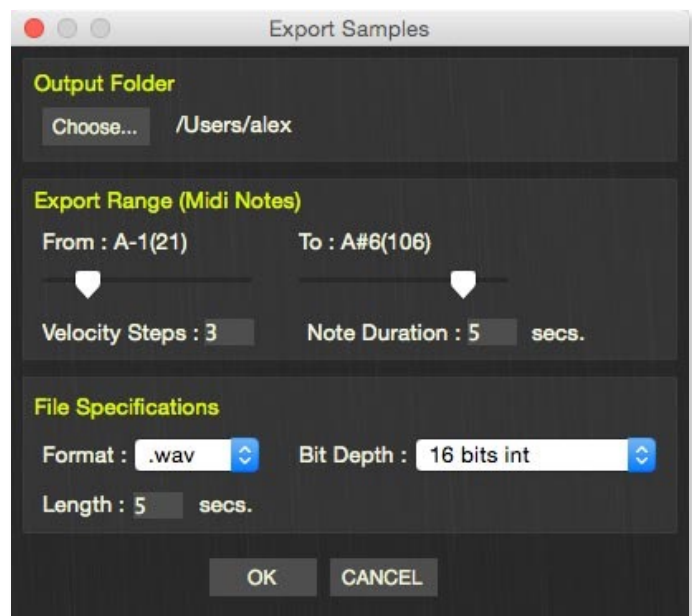 Export Samples
Output Folder
Choose... /Users/alex
Export Range (Midi Notes)
From : A-1(21) To : A#6(106)
Velocity Steps : 3 Note Duration : 5 secs.
File Specifications
Format : .wav Bit Depth : 16 bits int
Length : 5 secs.
OK CANCEL